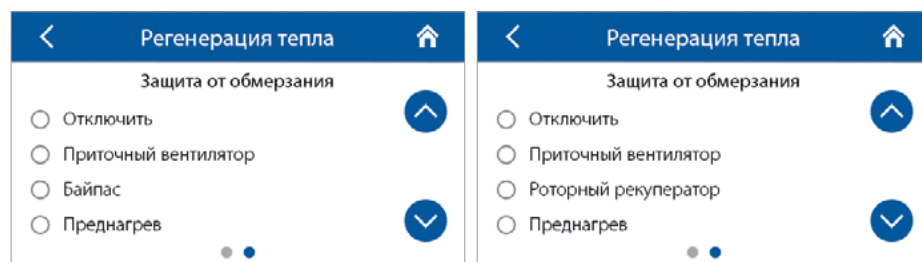 Регенерация тепла
Защита от обмерзания
Отключить
Приточный вентилятор
Байпас
Преднагрев
Регенерация тепла
Защита от обмерзания
Отключить
Приточный вентилятор
Роторный рекуператор
Преднагрев